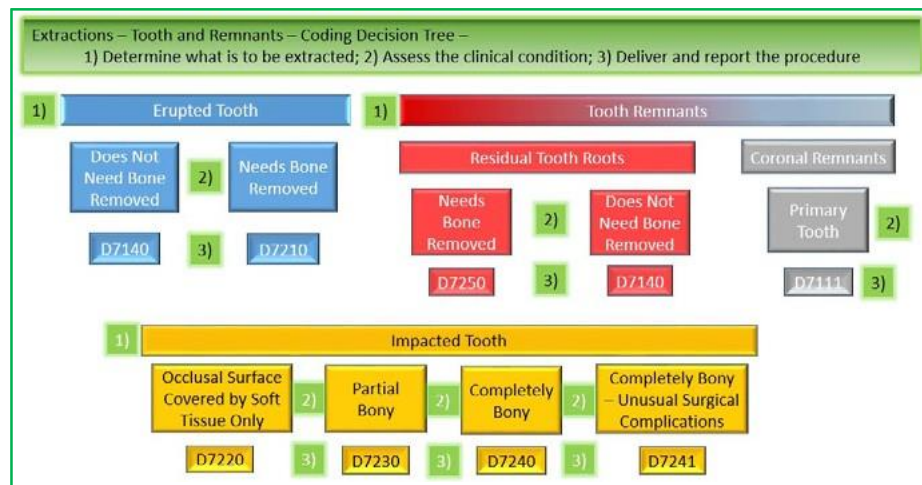 Extractions – Tooth and Remnants – Coding Decision Tree –
1) Determine what is to be extracted; 2) Assess the clinical condition; 3) Deliver and report the procedure
1)
Erupted Tooth
Does Not
Need Bone
Removed
2)
Needs Bone
Removed
D7140
3)
D7210
1)
Tooth Remnants
Residual Tooth Roots
Needs
Bone
Removed
2)
Does Not
Need Bone
Removed
D7250
3)
D7140
Coronal Remnants
Primary
Tooth
2)
D7111
3)
1)
Impacted Tooth
Occlusal Surface
Covered by Soft
Tissue Only
2)
Partial
Bony
2)
Completely
Bony
2)
Completely Bony
– Unusual Surgical
Complications
D7220
3)
D7230
3)
D7240
3)
D7241